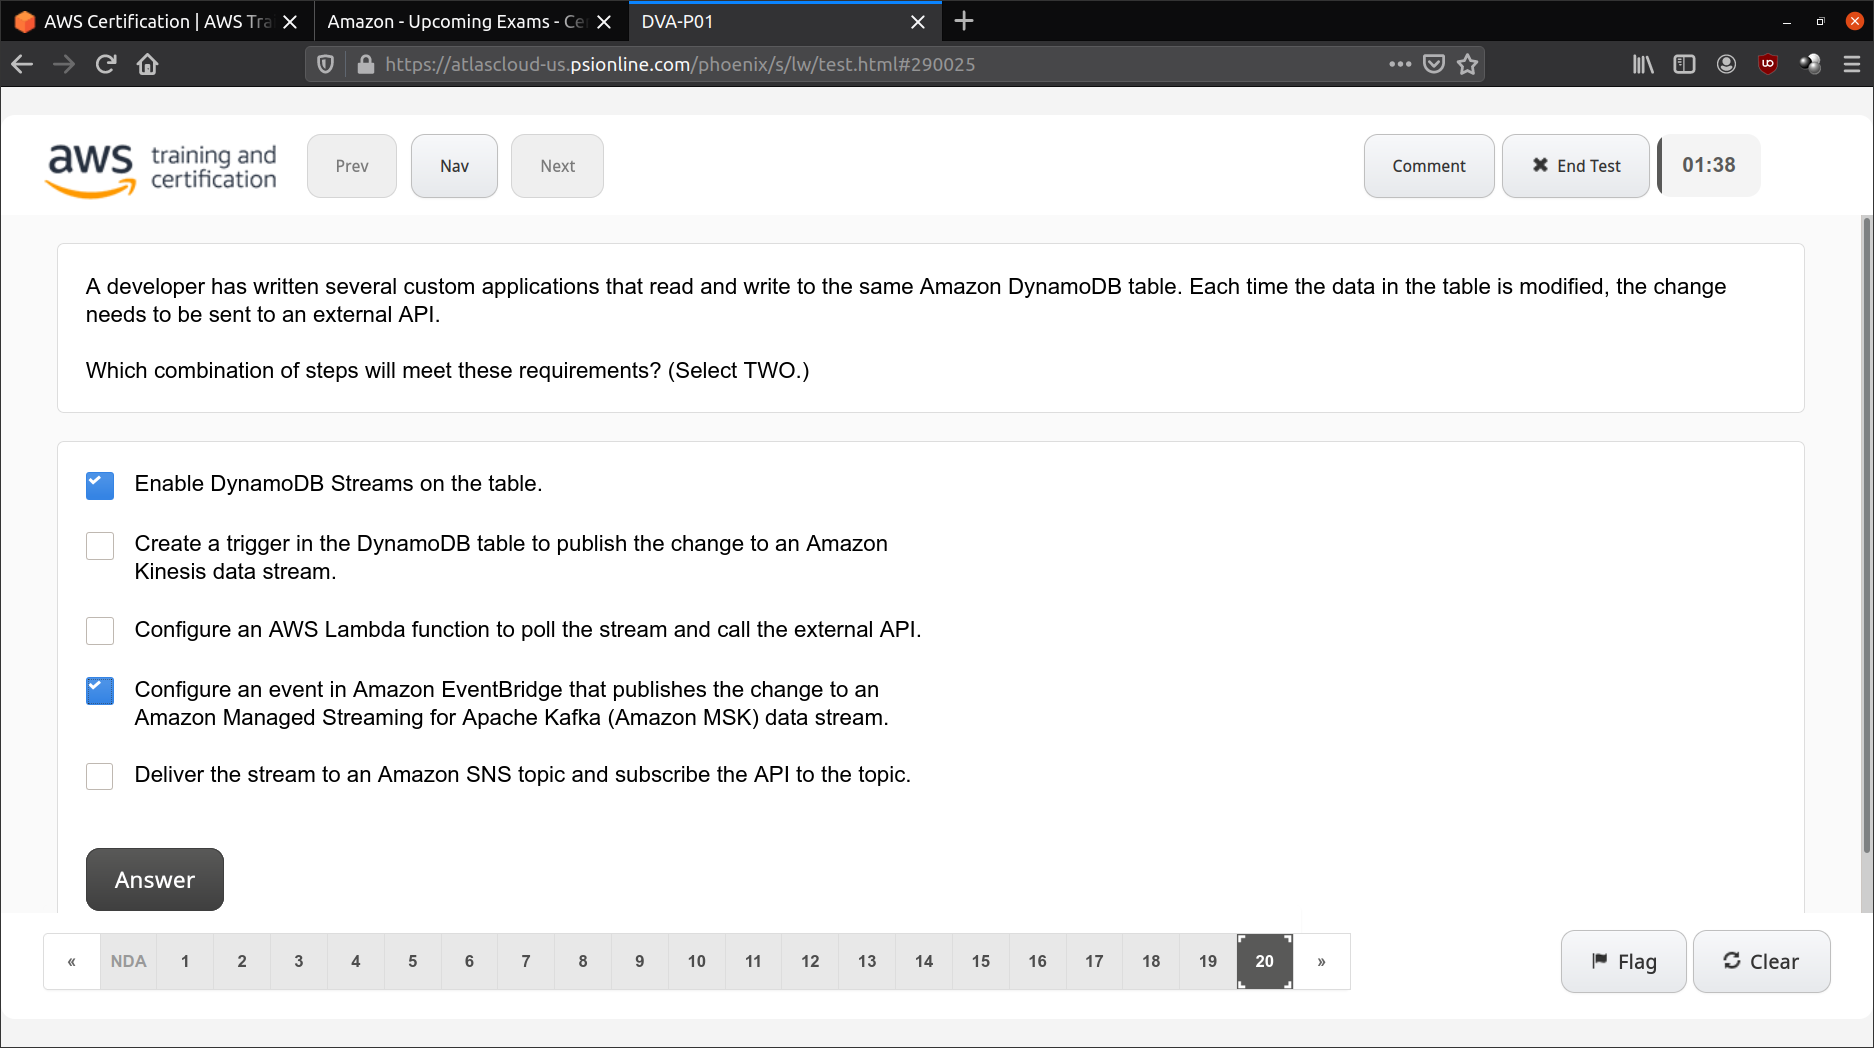 AWS Certification | AWS Tra
Amazon - Upcoming Exams - Ce
DVA-P01
https://atlascloud-us.psionline.com/phoenix/s/lw/test.html#290025
aws training and certification
Prev
Nav
Next
Comment
End Test
01:38
A developer has written several custom applications that read and write to the same Amazon DynamoDB table. Each time the data in the table is modified, the change
needs to be sent to an external API.
Which combination of steps will meet these requirements? (Select TWO.)
Enable DynamoDB Streams on the table.
Create a trigger in the DynamoDB table to publish the change to an Amazon
Kinesis data stream.
Configure an AWS Lambda function to poll the stream and call the external API.
Configure an event in Amazon EventBridge that publishes the change to an
Amazon Managed Streaming for Apache Kafka (Amazon MSK) data stream.
Deliver the stream to an Amazon SNS topic and subscribe the API to the topic.
Answer
« NDA 1 2 3 4 5 6 7 8 9 10 11 12 13 14 15 16 17 18 19 20 »
Flag
Clear